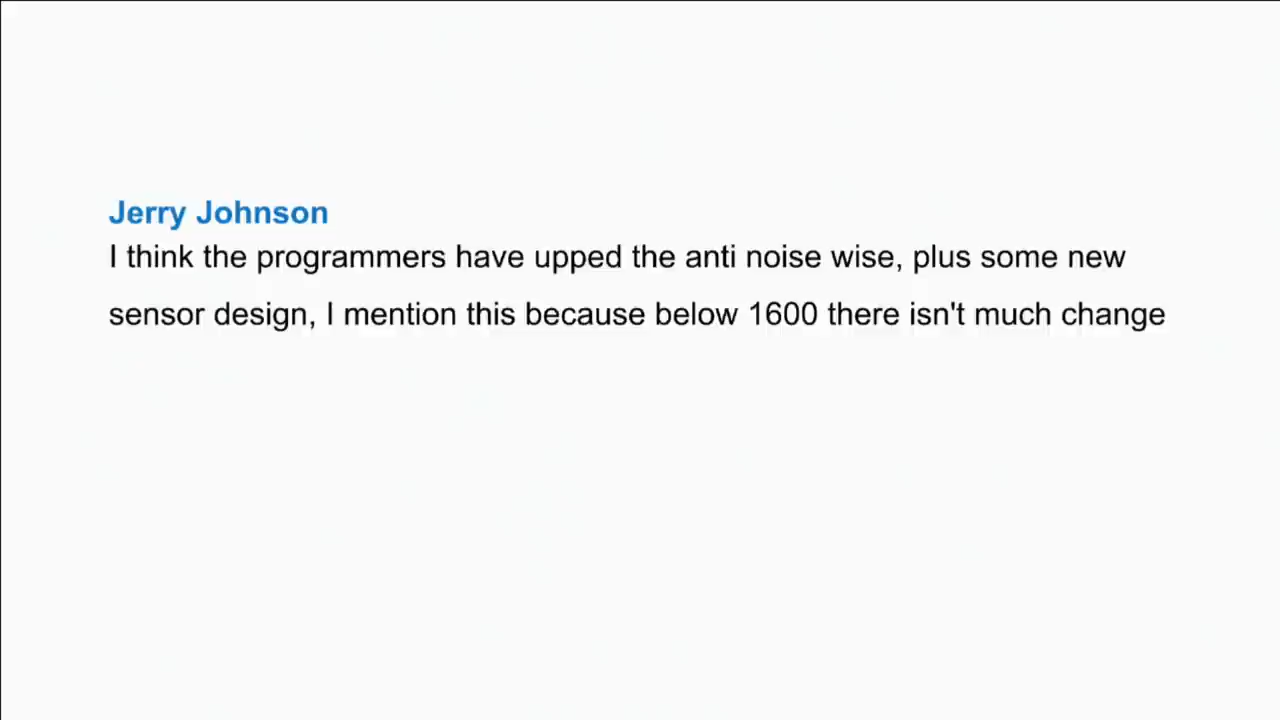 Jerry Johnson
I think the programmers have upped the anti noise wise, plus some new
sensor design, I mention this because below 1600 there isn't much change